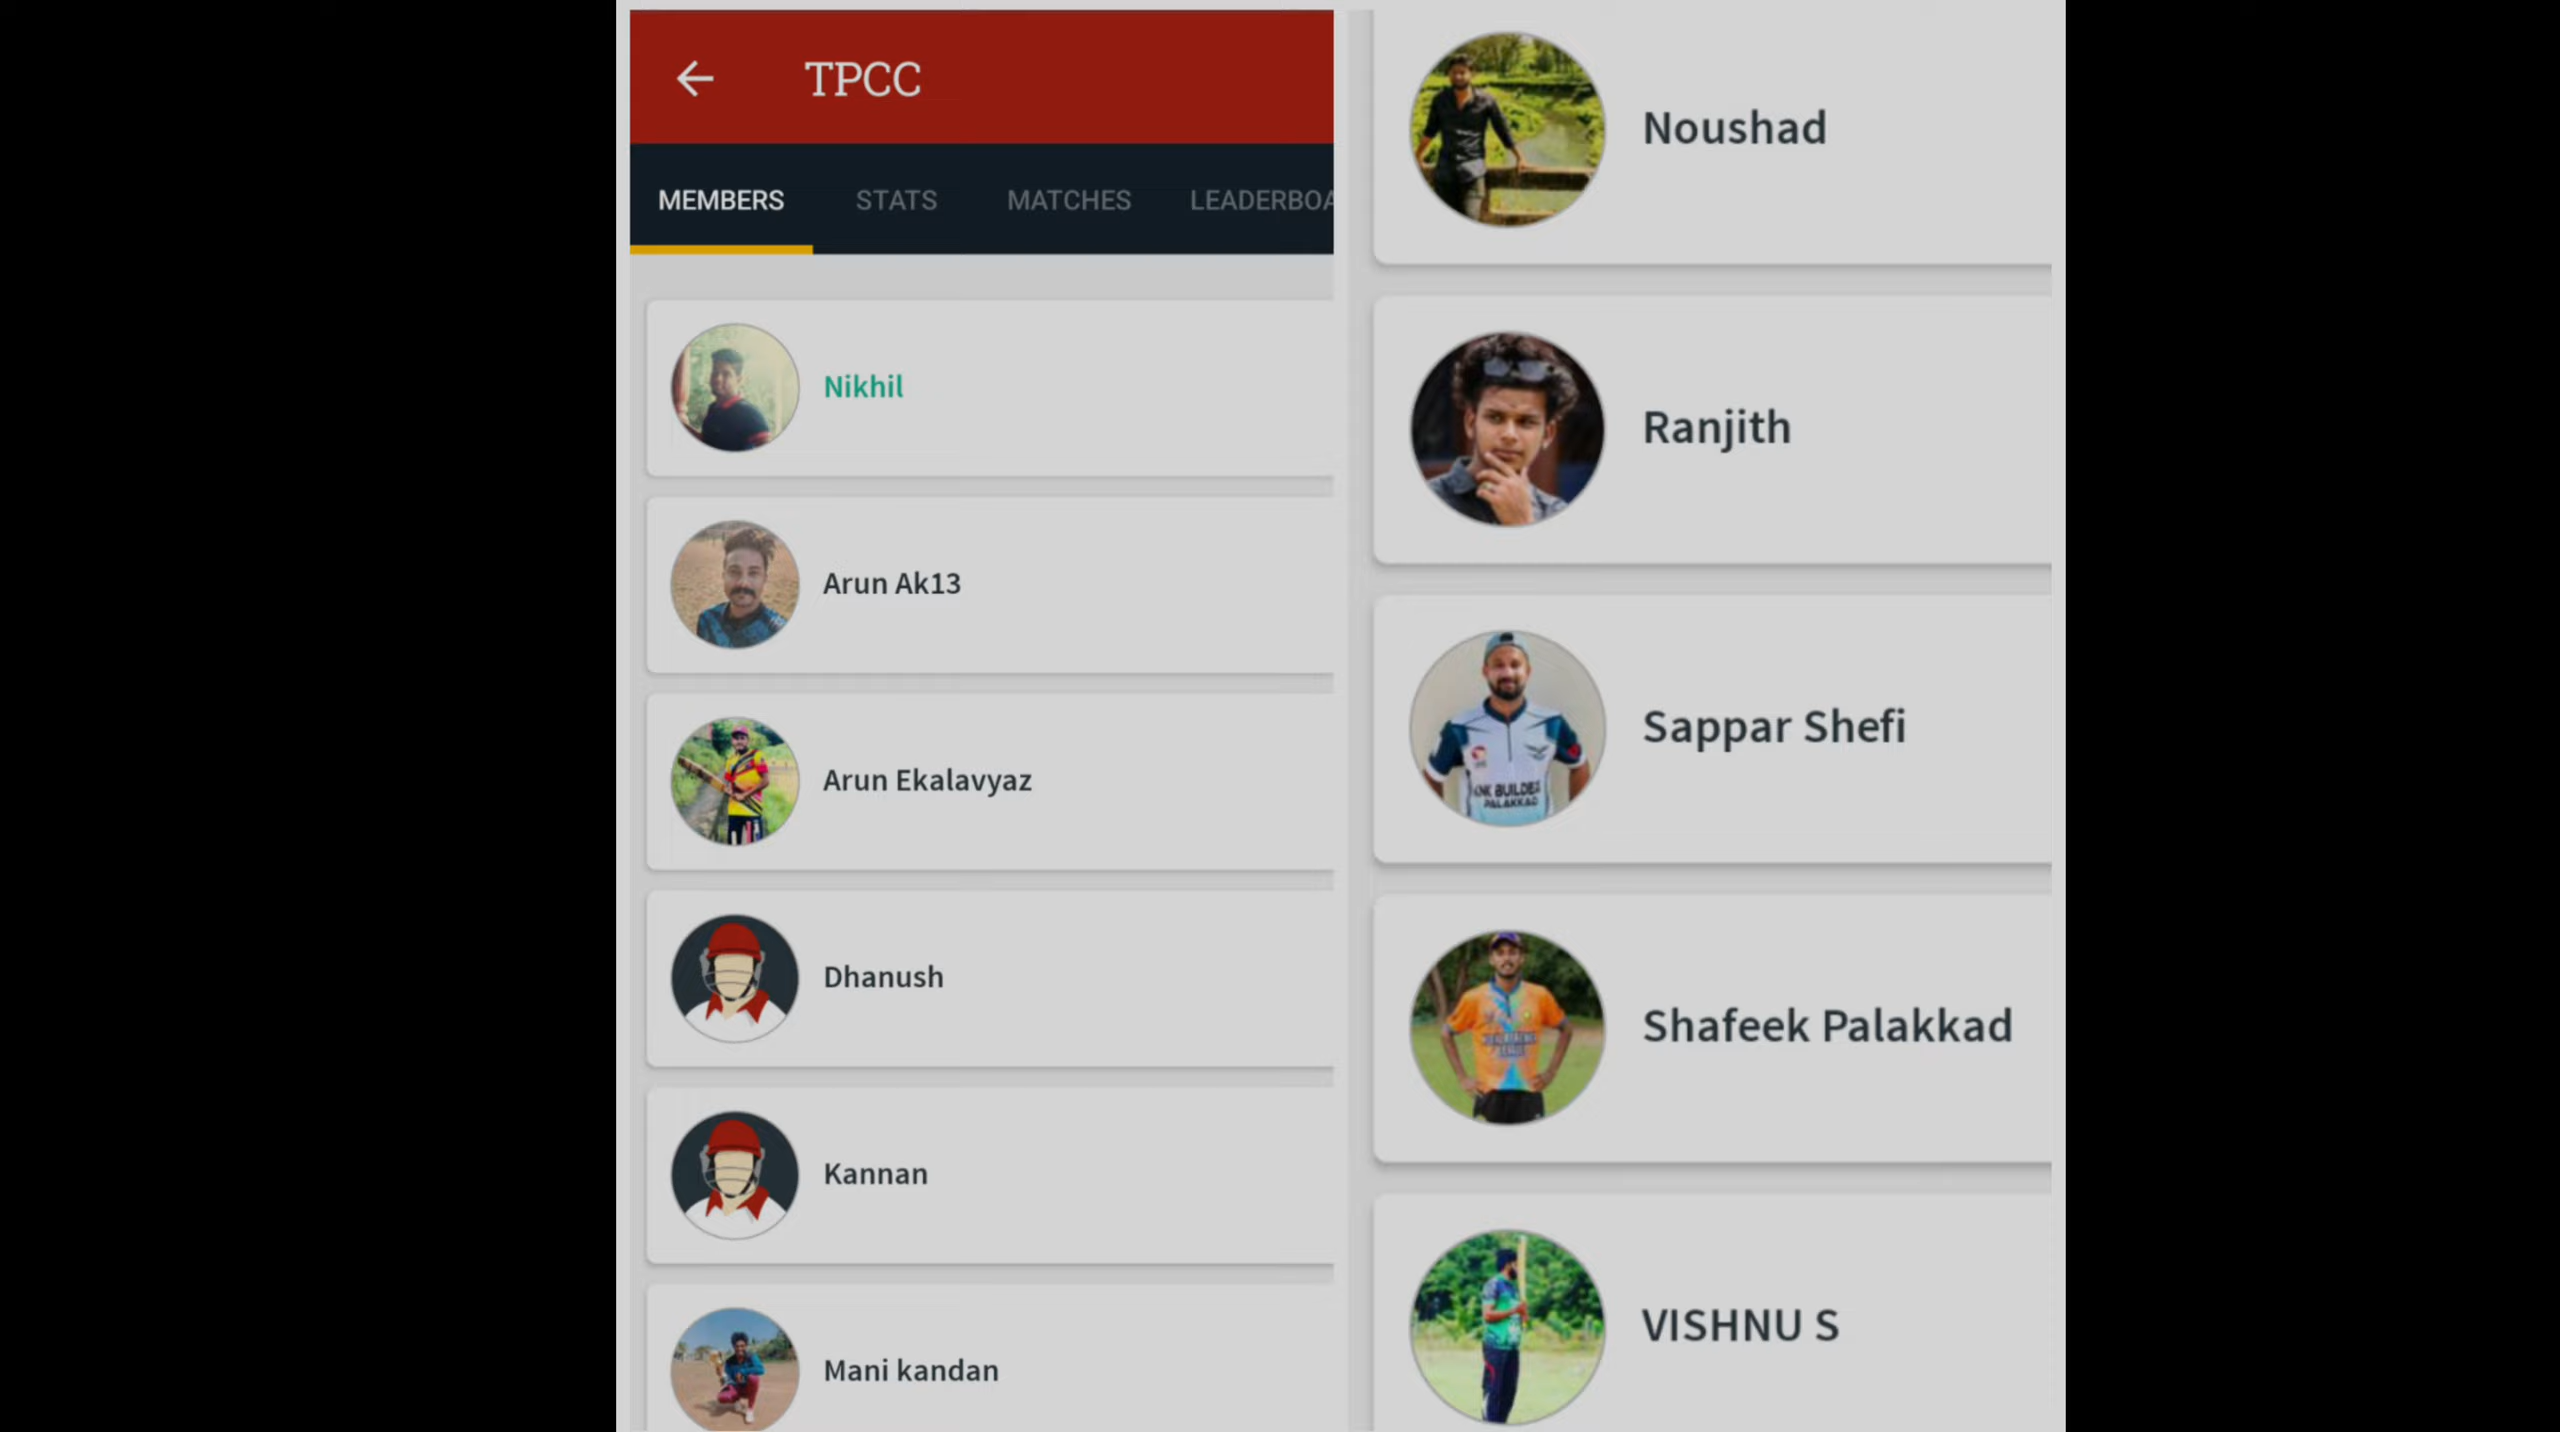 TPCC
MEMBERS STATS MATCHES LEADERBOA
Nikhil
Arun Ak13
Arun Ekalavyaz
Dhanush
Kannan
Mani kandan
Noushad
Ranjith
Sappar Shefi
PALAKKAD
Shafeek Palakkad
VISHNU S